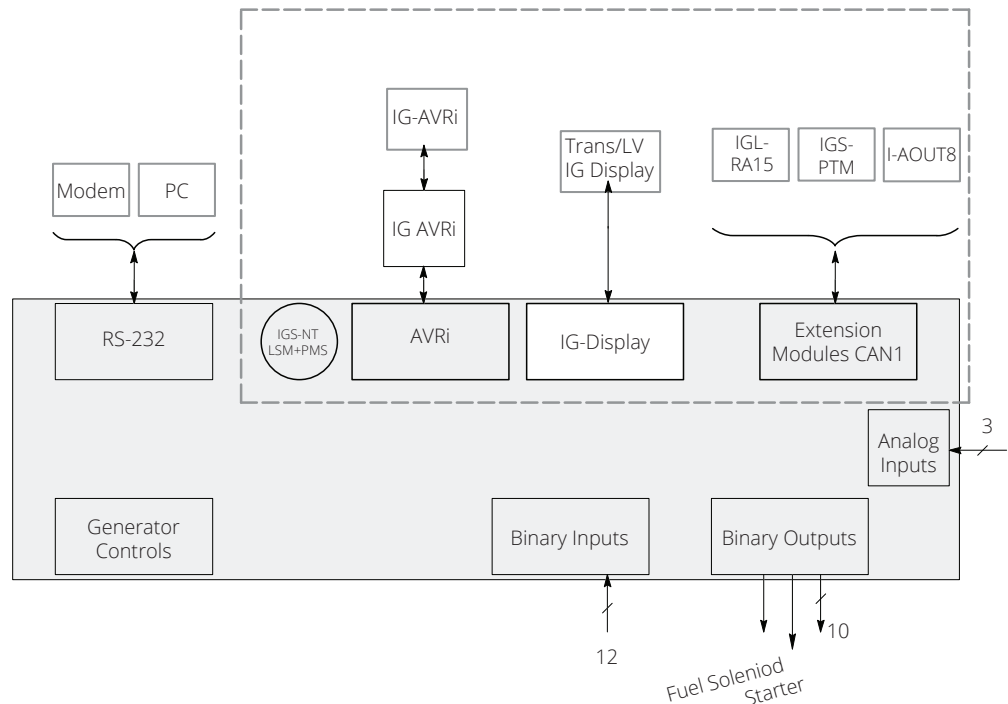 IG-AVRi
Trans/LV
IG Display
IGL-
RA15
IGS-
PTM
I-AOUT8
Modem
PC
IG AVRi
RS-232
IGS-NT
LSM+PMS
AVRi
IG-Display
Extension
Modules CAN1
Analog
Inputs
3
Generator
Controls
Binary Inputs
Binary Outputs
12
10
Fuel Soleniod
Starter